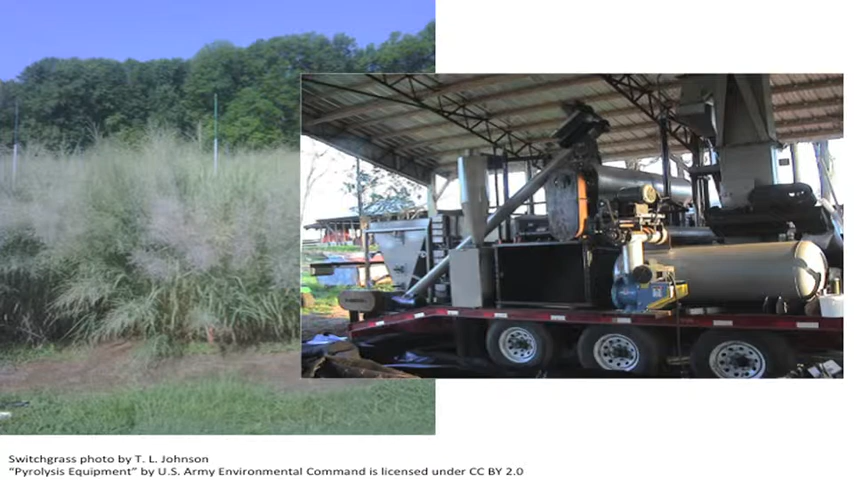 Switchgrass photo by T. L. Johnson
"Pyrolysis Equipment" by U.S. Army Environmental Command is licensed under CC BY 2.0